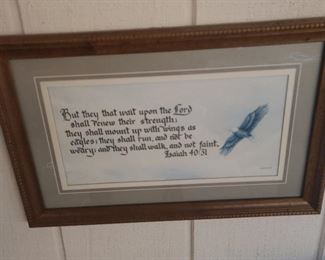 But they that wait upon the Lord
shall renew their strength;
they shall mount up with wings as
eagles; they shall run, and not be
weary; and they shall walk, and not faint.
Isaiah 40:31